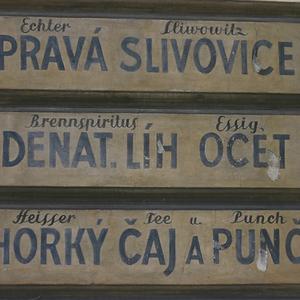 Echter Sliwowitz
PRAVÁ SLIVOVICE
Brennspiritus Essig.
DENAT. LÍH OCET
Heisser Tee u. Punch
HORKÝ ČAJ A PUNČ